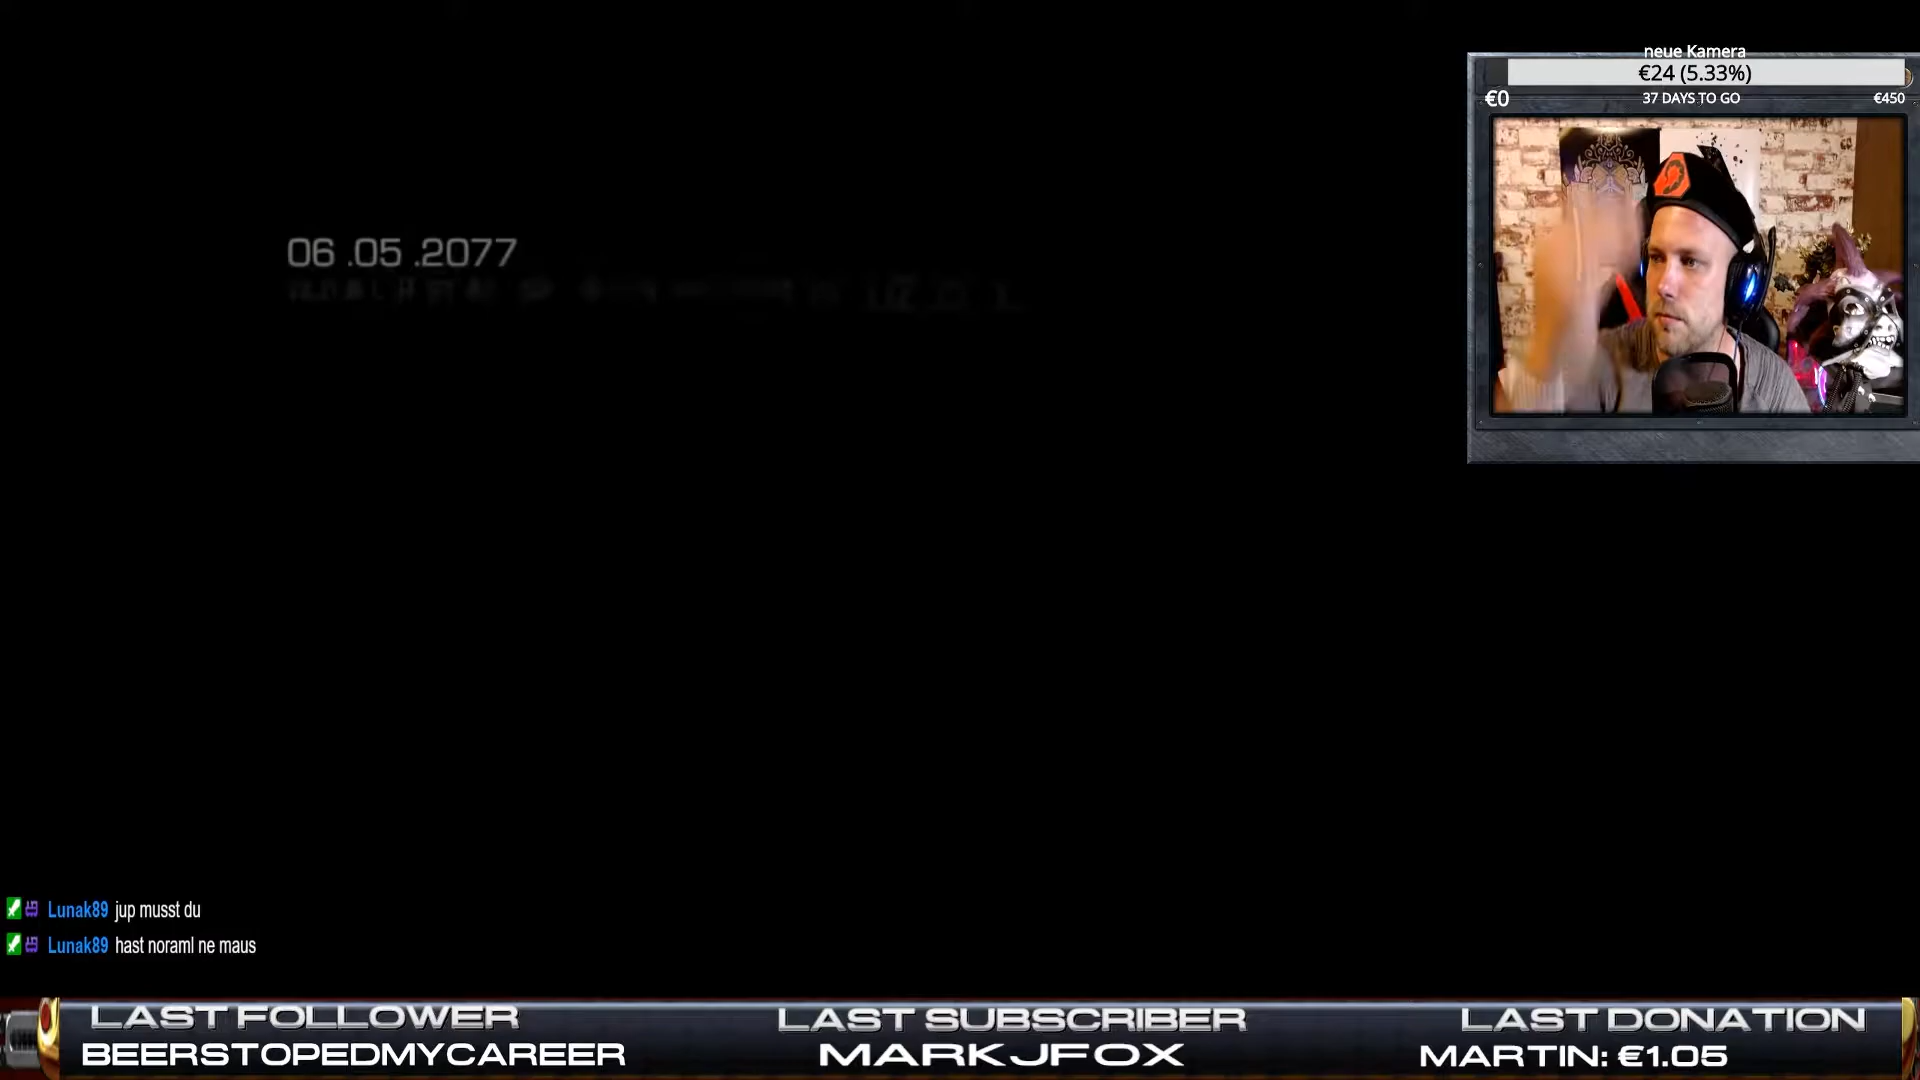 neue Kamera
€24 (5.33%)
€0 37 DAYS TO GO €450
06 .05 .2077
Lunak89 jup musst du
Lunak89 hast noraml ne maus
LAST FOLLOWER LAST SUBSCRIBER LAST DONATION
BEERSTOPEDMYCAREER MARKJFOX MARTIN: €1.05